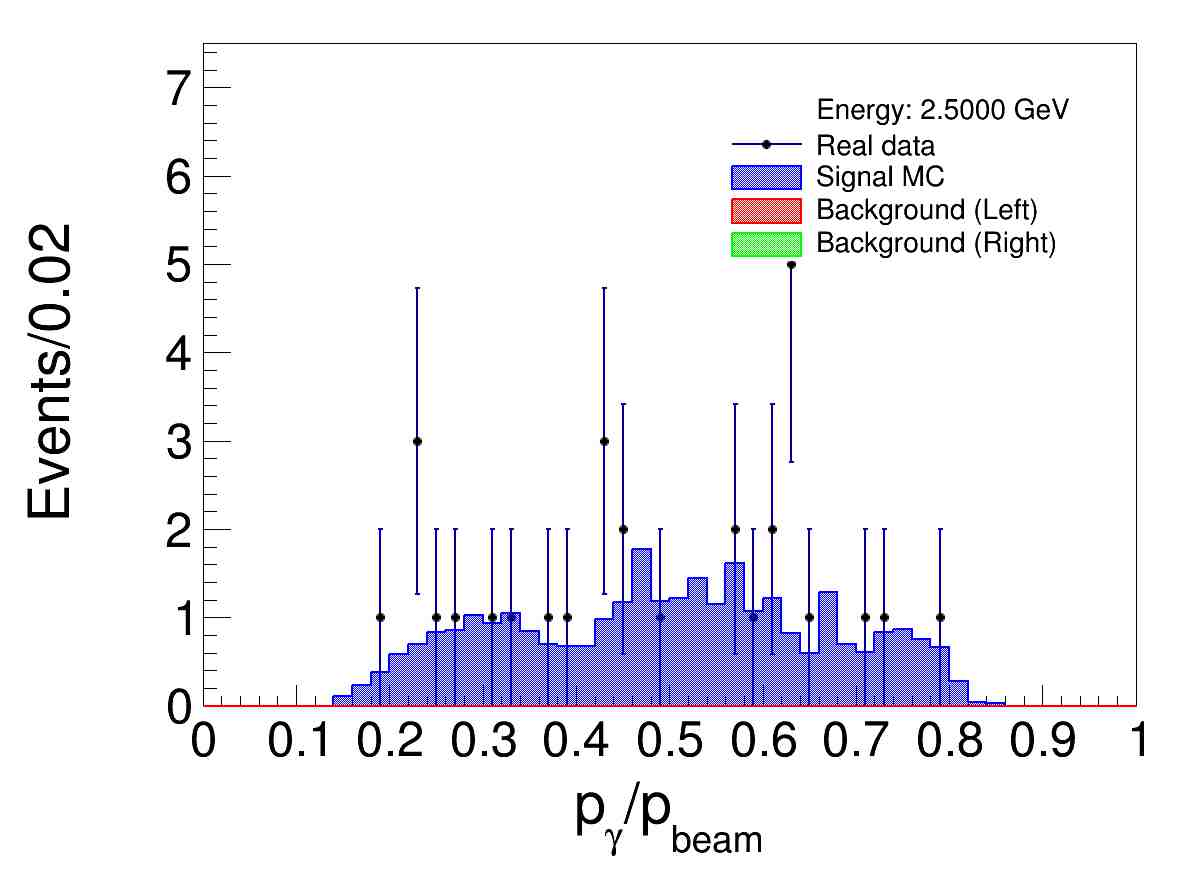 Events/0.02
7
6
5
4
3
2
1
0
Energy: 2.5000 GeV
Real data
Signal MC
Background (Left)
Background (Right)
0 0.1 0.2 0.3 0.4 0.5 0.6 0.7 0.8 0.9 1
pγ/pbeam